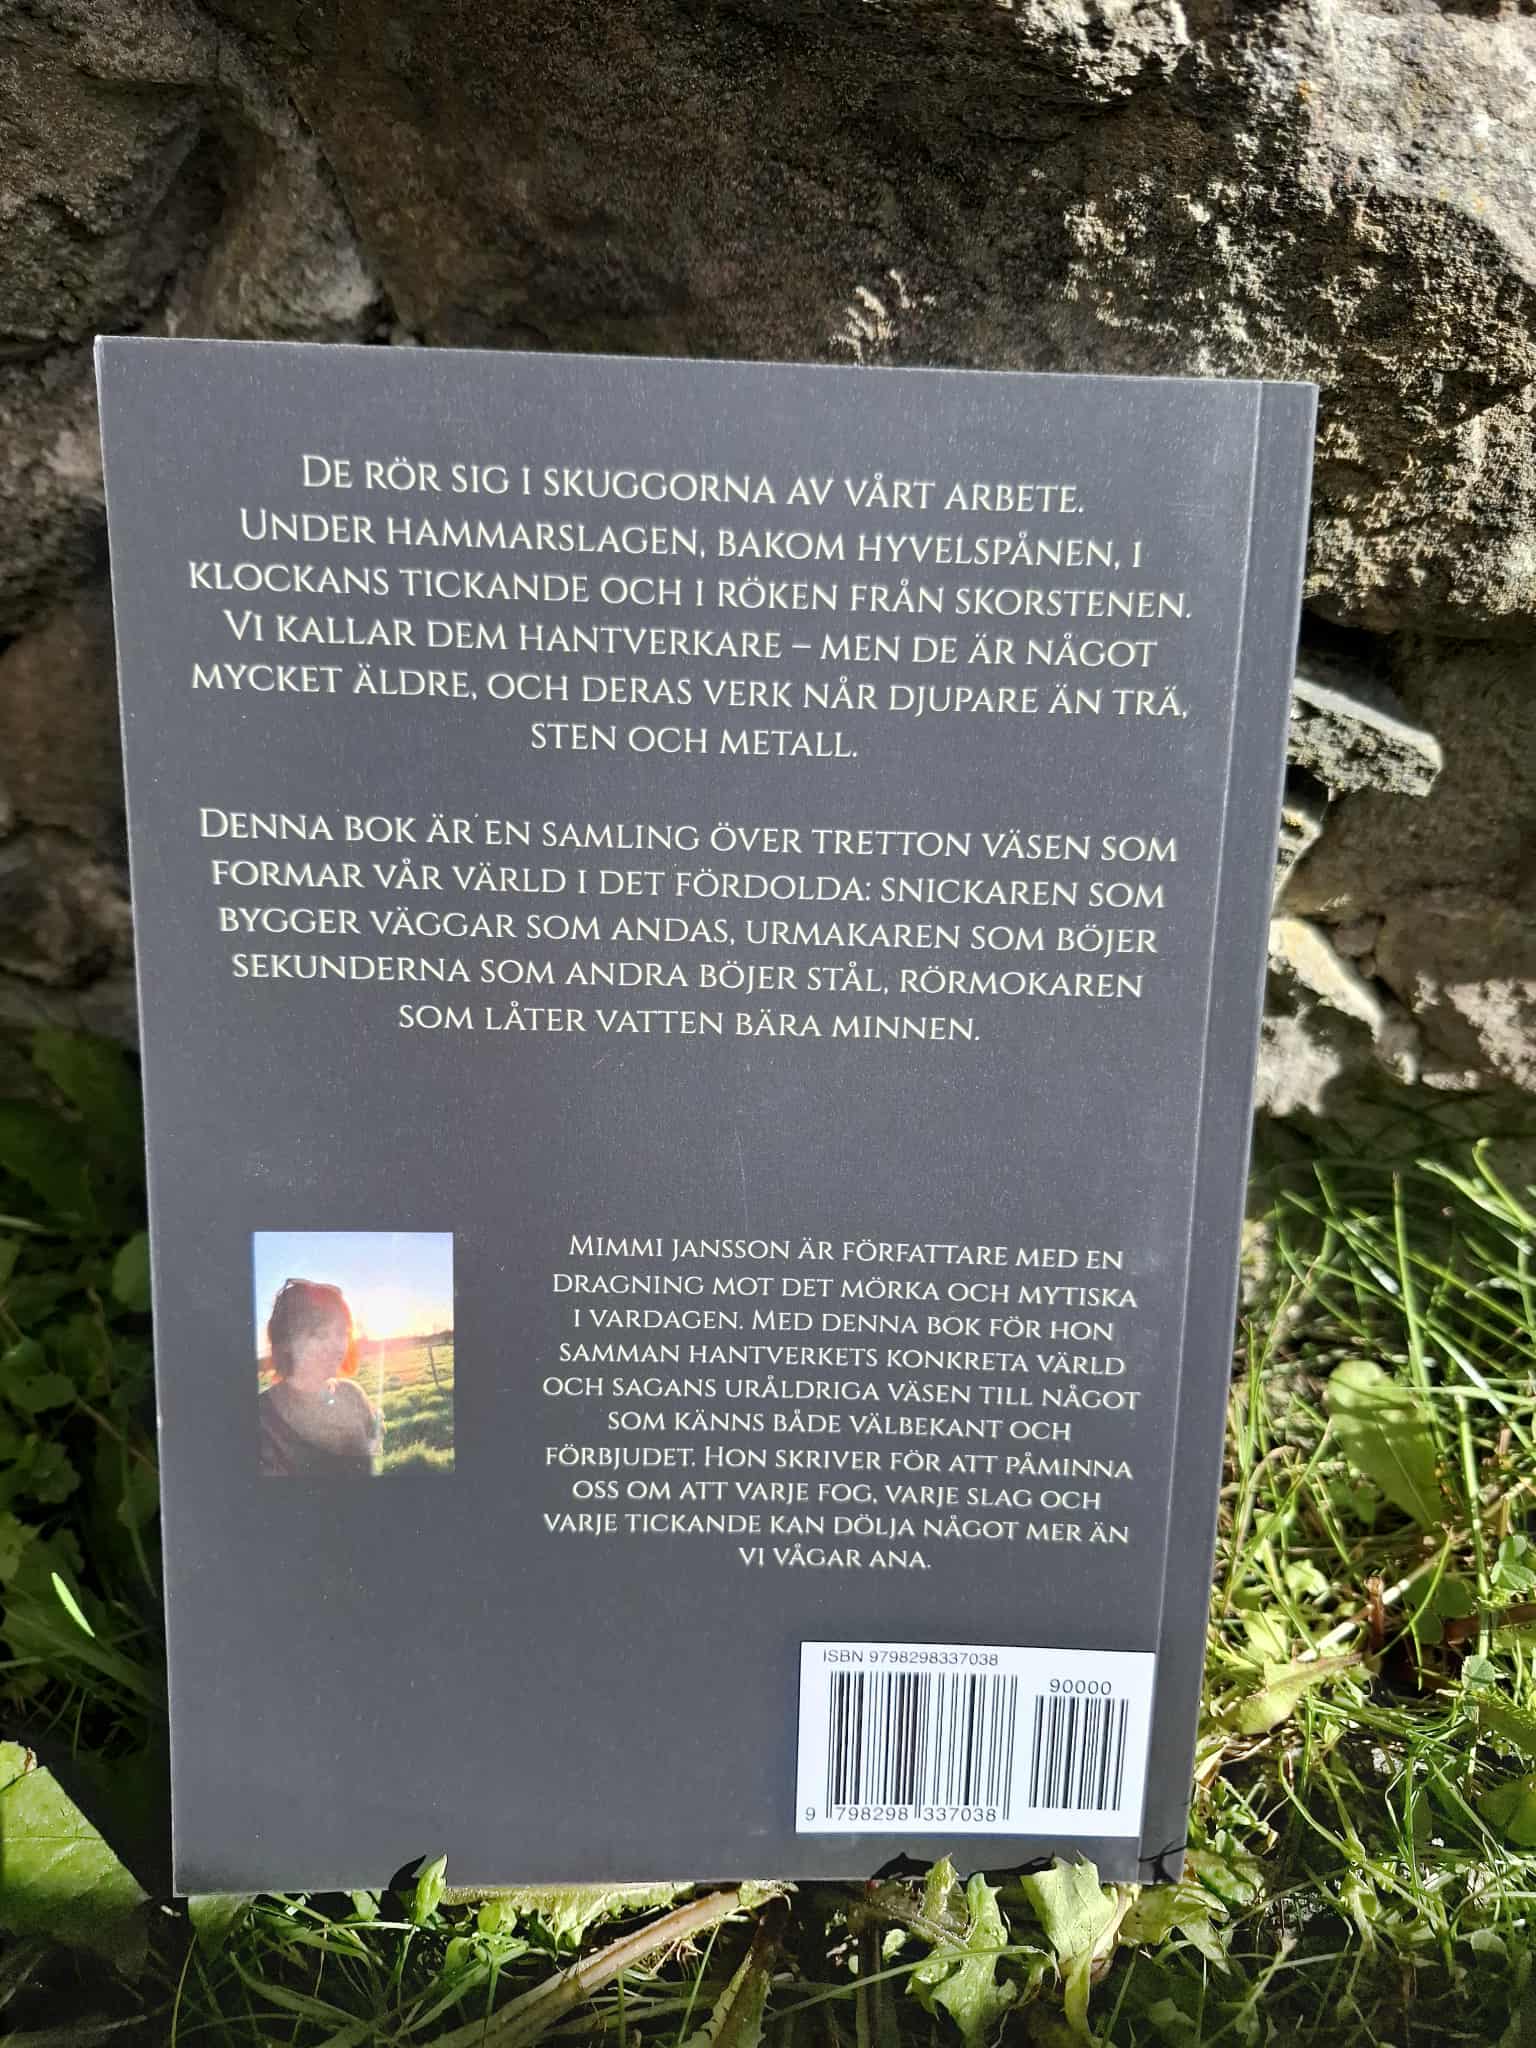 De rör sig i skuggorna av vårt arbete.
Under hammarslagen, bakom hyvelspånen, i
klockans tickande och i röken från skorstenen.
Vi kallar dem hantverkare – men de är något
mycket äldre, och deras verk når djupare än trä,
sten och metall.
Denna bok är en samling över tretton väsen som
formar vår värld i det fördolda: snickaren som
bygger väggar som andas, urmakaren som böjer
sekunderna som andra böjer stål, rörmokaren
som låter vatten bära minnen.
Mimmi Jansson är författare med en
dragning mot det mörka och mytiska
i vardagen. Med denna bok för hon
samman hantverkets konkreta värld
och sagans uråldriga väsen till något
som känns både välbekant och
förbjudet. Hon skriver för att påminna
oss om att varje fog, varje slag och
varje tickande kan dölja något mer än
vi vågar ana.
ISBN 9798298337038
90000
9 798298 337038